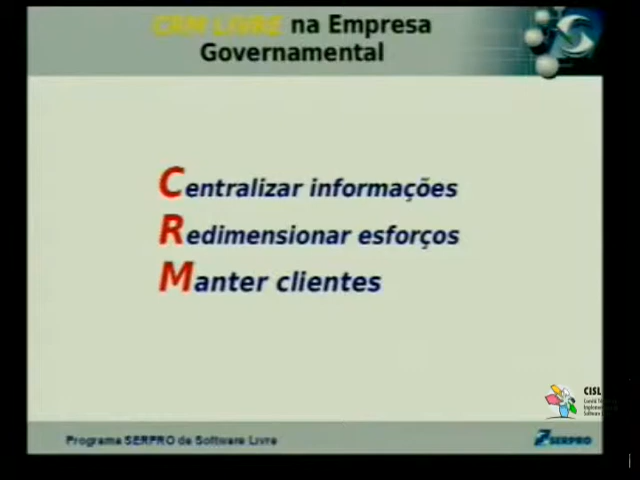 CRM LIVRE na Empresa
Governamental
Centralizar informações
Redimensionar esforços
Manter clientes
CISL
Programa SERPRO de Software Livre
SERPRO